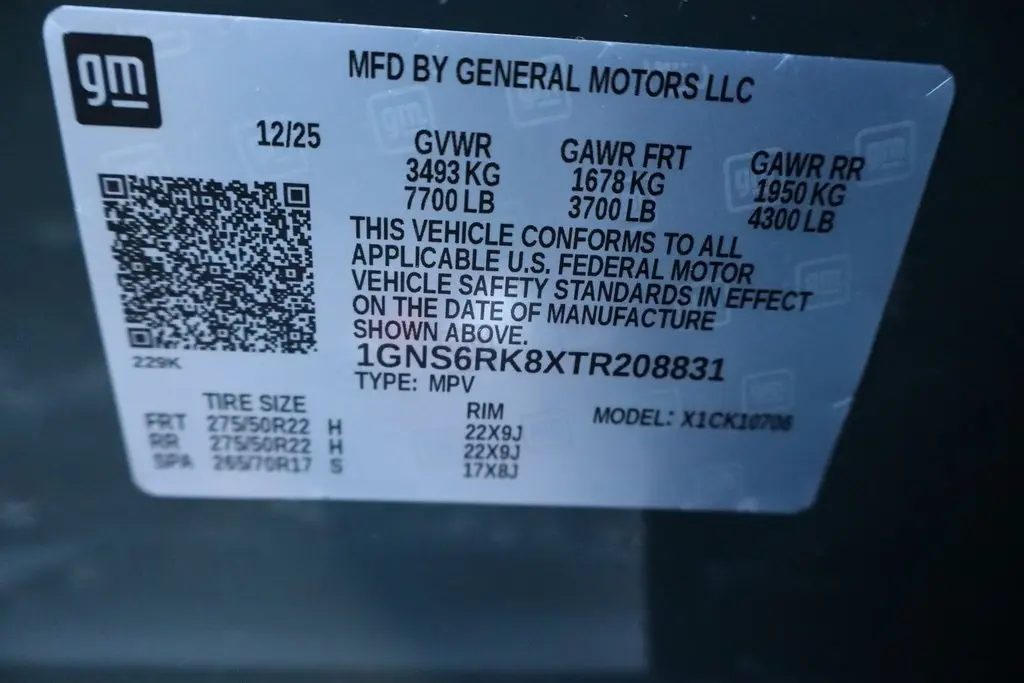 gm
MFD BY GENERAL MOTORS LLC
12/25
GVWR GAWR FRT GAWR RR
3493 KG 1678 KG 1950 KG
7700 LB 3700 LB 4300 LB
THIS VEHICLE CONFORMS TO ALL
APPLICABLE U.S. FEDERAL MOTOR
VEHICLE SAFETY STANDARDS IN EFFECT
ON THE DATE OF MANUFACTURE
SHOWN ABOVE.
229K
1GNS6RK8XTR208831
TYPE: MPV
TIRE SIZE RIM MODEL: X1CK10706
FRT 275/50R22 H 22X9J
RR 275/50R22 H 22X9J
SPA 265/70R17 S 17X8J